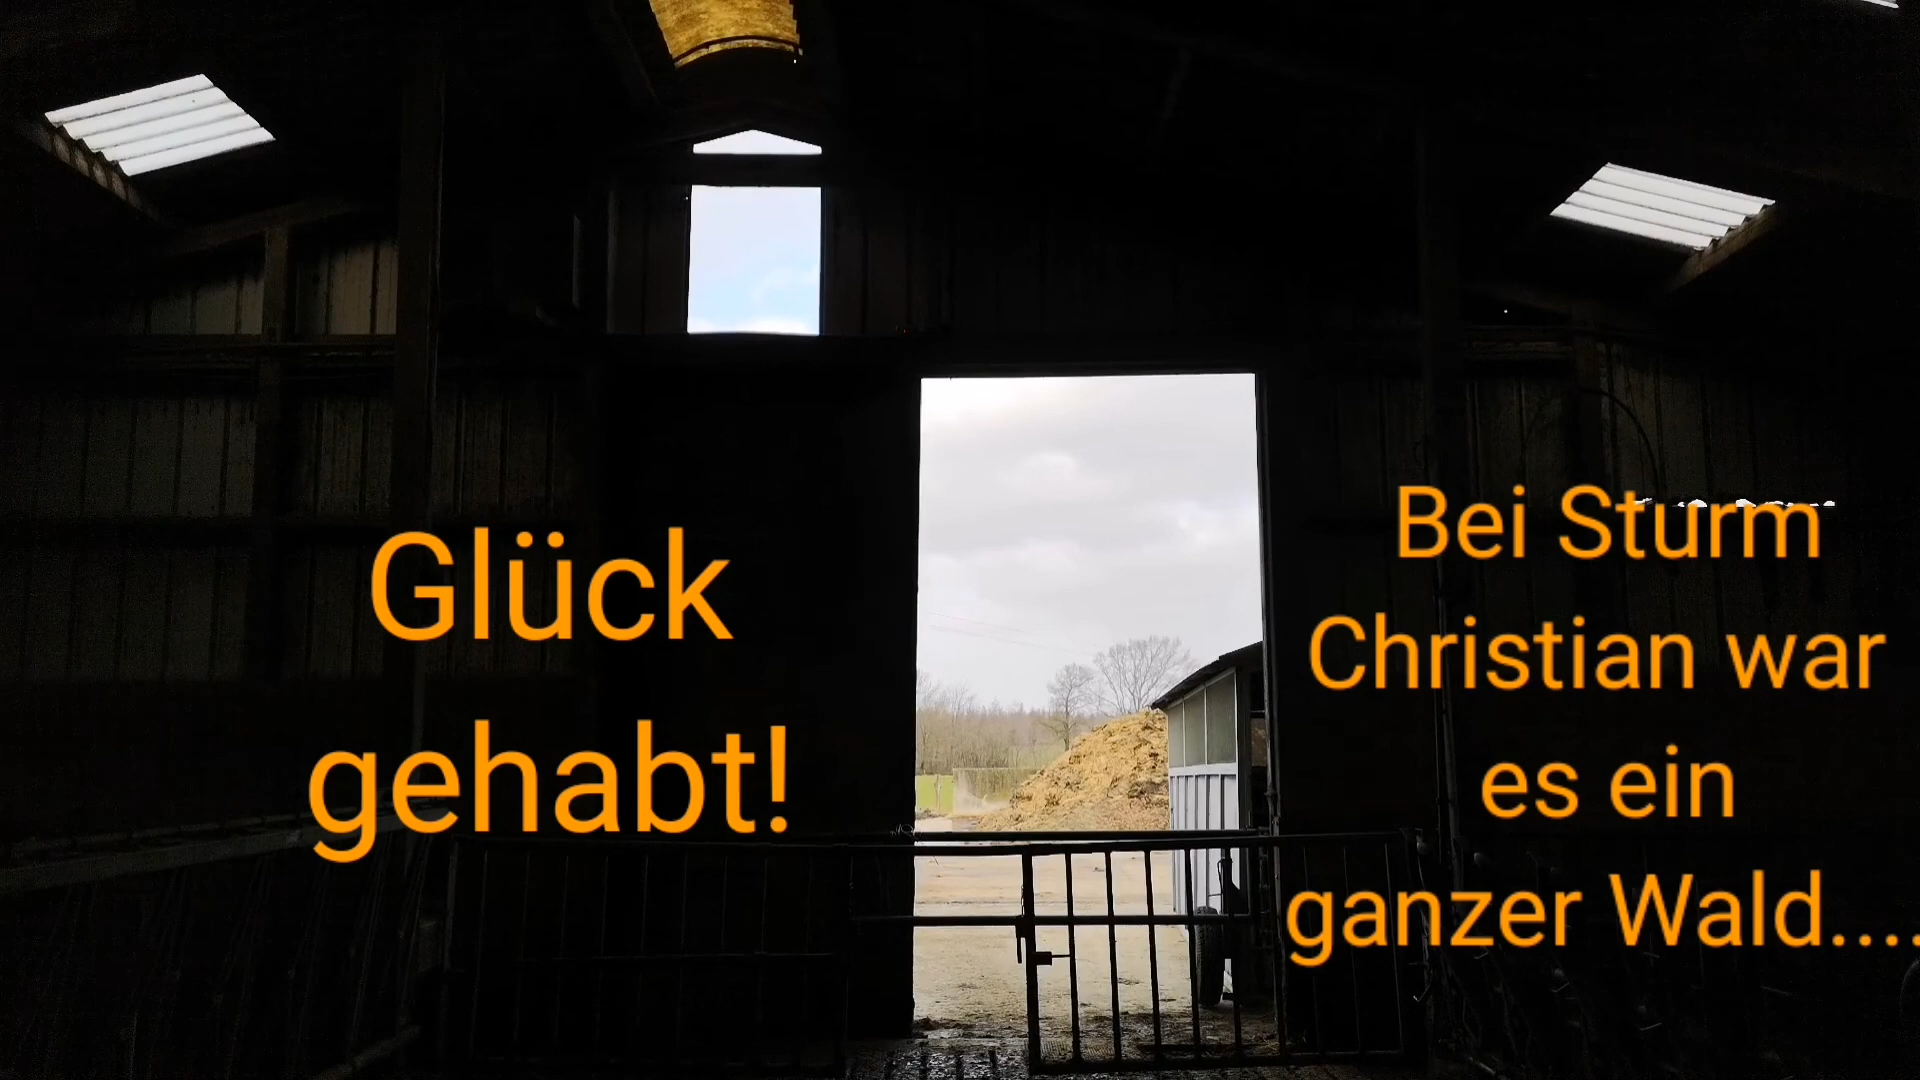 Glück
gehabt!
Bei Sturm
Christian war
es ein
ganzer Wald....